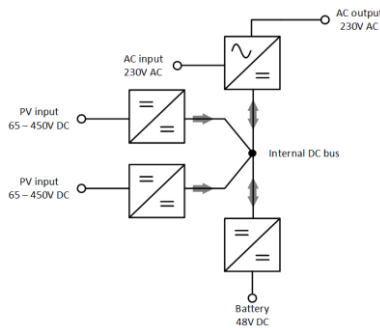 AC output
230V AC
AC input
230V AC
PV input
65 – 450V DC
Internal DC bus
PV input
65 – 450V DC
Battery
48V DC